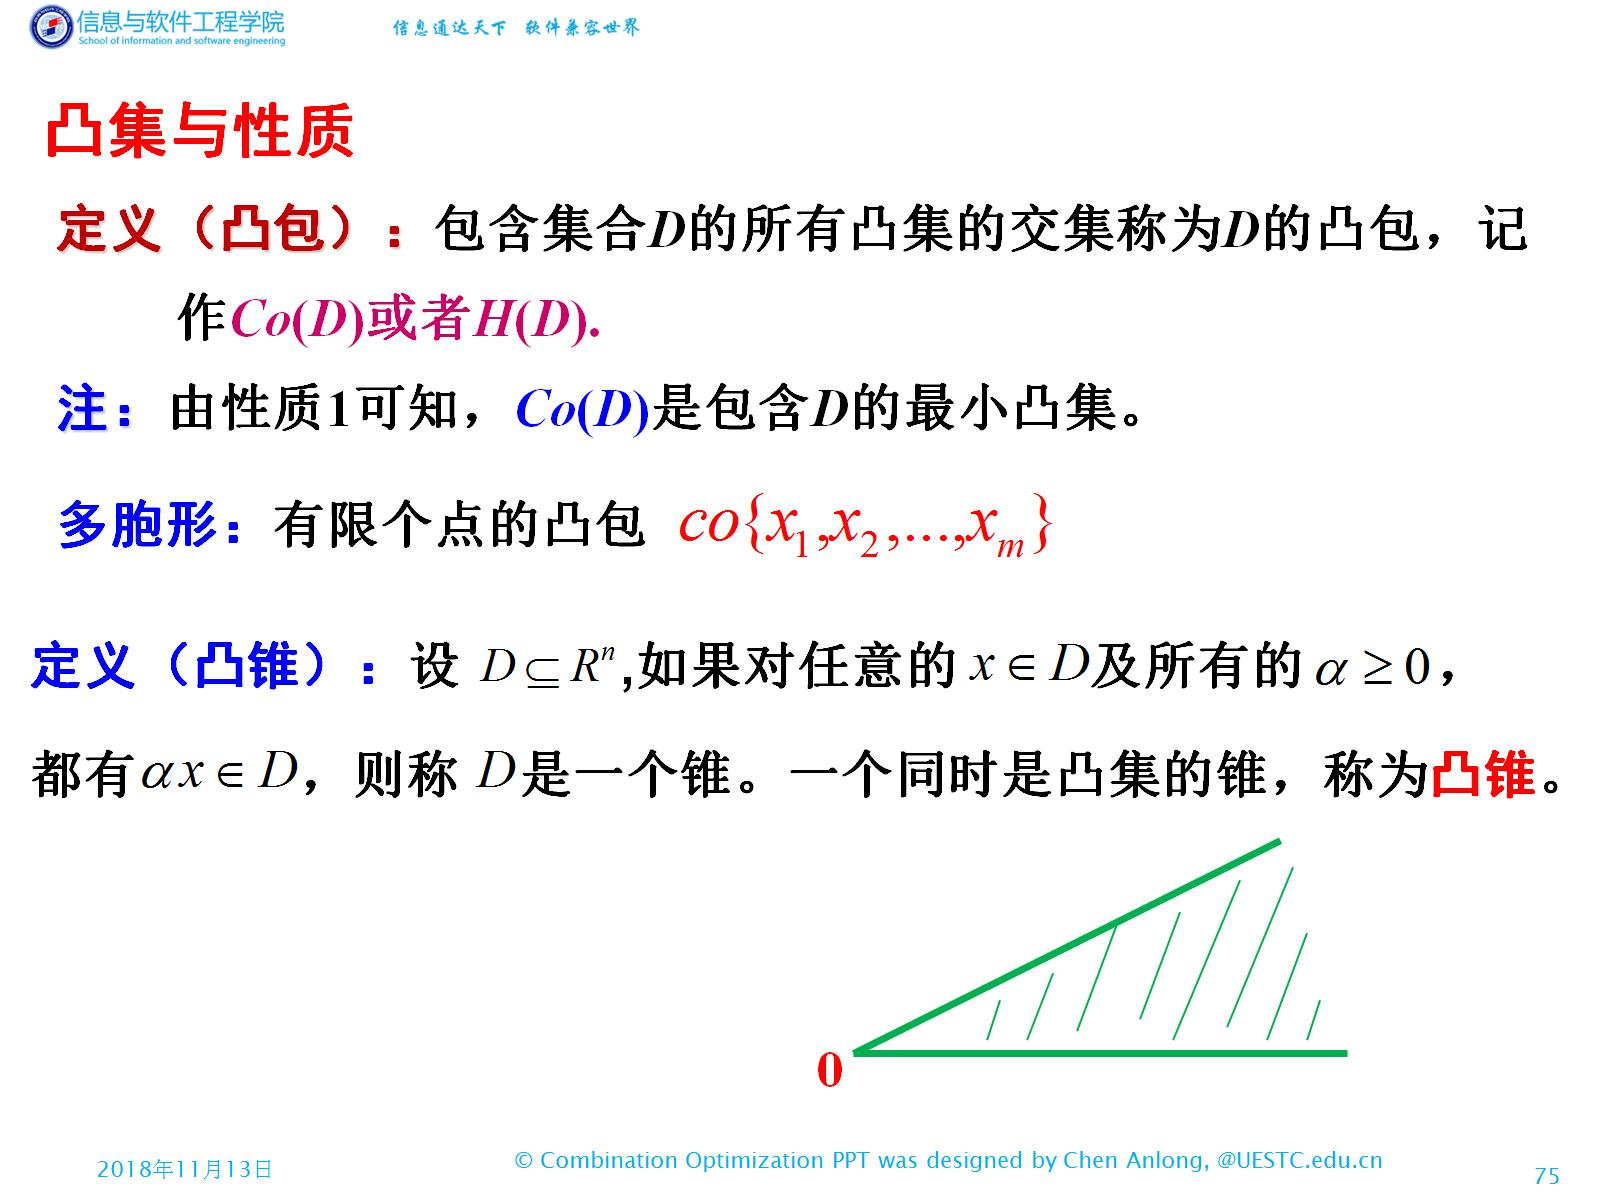 信息与软件工程学院
School of information and software engineering
信息通达天下 软件兼容世界
凸集与性质
定义（凸包）：包含集合D的所有凸集的交集称为D的凸包，记
作Co(D)或者H(D).
注：由性质1可知，Co(D)是包含D的最小凸集。
多胞形：有限个点的凸包 co{x₁,x₂,...,xₘ}
定义（凸锥）：设 D⊆Rⁿ,如果对任意的 x∈D及所有的 α≥0，
都有αx∈D，则称 D是一个锥。一个同时是凸集的锥，称为凸锥。
0
2018年11月13日
© Combination Optimization PPT was designed by Chen Anlong, @UESTC.edu.cn
75